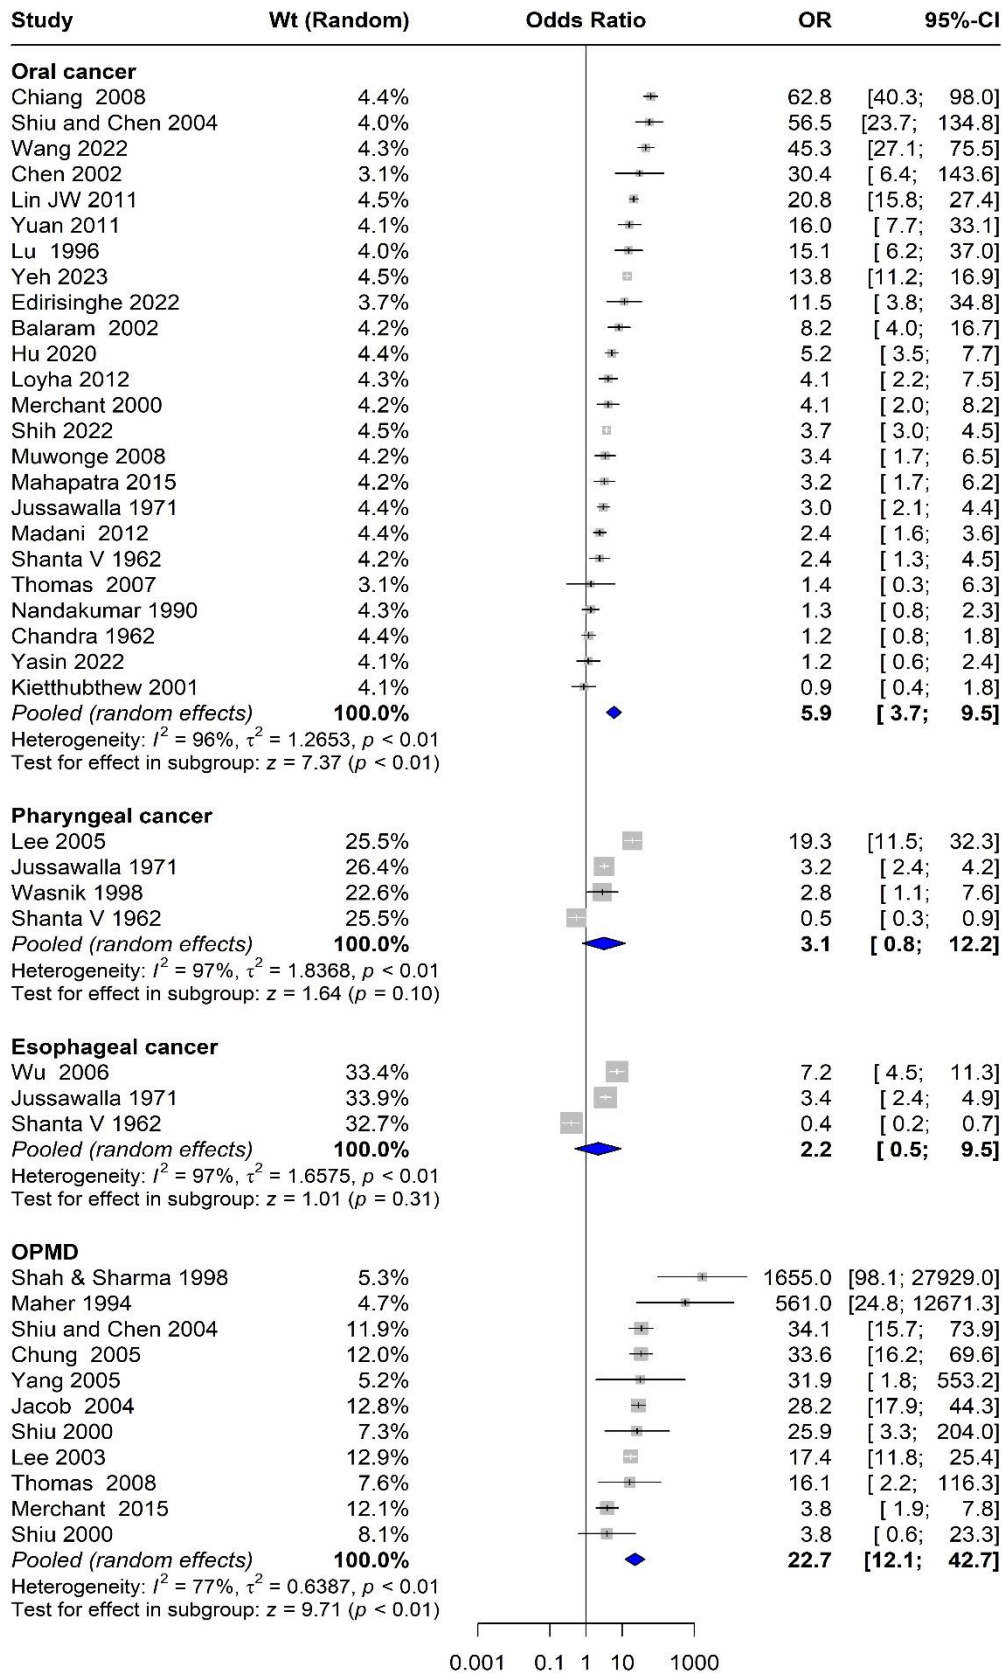 Study Wt (Random) Odds Ratio OR 95%-CI
Oral cancer
Chiang 2008 4.4% 62.8 [40.3; 98.0]
Shiu and Chen 2004 4.0% 56.5 [23.7; 134.8]
Wang 2022 4.3% 45.3 [27.1; 75.5]
Chen 2002 3.1% 30.4 [ 6.4; 143.6]
Lin JW 2011 4.5% 20.8 [15.8; 27.4]
Yuan 2011 4.1% 16.0 [ 7.7; 33.1]
Lu 1996 4.0% 15.1 [ 6.2; 37.0]
Yeh 2023 4.5% 13.8 [11.2; 16.9]
Edirisinghe 2022 3.7% 11.5 [ 3.8; 34.8]
Balaram 2002 4.2% 8.2 [ 4.0; 16.7]
Hu 2020 4.4% 5.2 [ 3.5; 7.7]
Loyha 2012 4.3% 4.1 [ 2.2; 7.5]
Merchant 2000 4.2% 4.1 [ 2.0; 8.2]
Shih 2022 4.5% 3.7 [ 3.0; 4.5]
Muwonge 2008 4.2% 3.4 [ 1.7; 6.5]
Mahapatra 2015 4.2% 3.2 [ 1.7; 6.2]
Jussawalla 1971 4.4% 3.0 [ 2.1; 4.4]
Madani 2012 4.4% 2.4 [ 1.6; 3.6]
Shanta V 1962 4.2% 2.4 [ 1.3; 4.5]
Thomas 2007 3.1% 1.4 [ 0.3; 6.3]
Nandakumar 1990 4.3% 1.3 [ 0.8; 2.3]
Chandra 1962 4.4% 1.2 [ 0.8; 1.8]
Yasin 2022 4.1% 1.2 [ 0.6; 2.4]
Kietthubthew 2001 4.1% 0.9 [ 0.4; 1.8]
Pooled (random effects) 100.0% 5.9 [ 3.7; 9.5]
Heterogeneity: I² = 96%, τ² = 1.2653, p < 0.01
Test for effect in subgroup: z = 7.37 (p < 0.01)
Pharyngeal cancer
Lee 2005 25.5% 19.3 [11.5; 32.3]
Jussawalla 1971 26.4% 3.2 [ 2.4; 4.2]
Wasnik 1998 22.6% 2.8 [ 1.1; 7.6]
Shanta V 1962 25.5% 0.5 [ 0.3; 0.9]
Pooled (random effects) 100.0% 3.1 [ 0.8; 12.2]
Heterogeneity: I² = 97%, τ² = 1.8368, p < 0.01
Test for effect in subgroup: z = 1.64 (p = 0.10)
Esophageal cancer
Wu 2006 33.4% 7.2 [ 4.5; 11.3]
Jussawalla 1971 33.9% 3.4 [ 2.4; 4.9]
Shanta V 1962 32.7% 0.4 [ 0.2; 0.7]
Pooled (random effects) 100.0% 2.2 [ 0.5; 9.5]
Heterogeneity: I² = 97%, τ² = 1.6575, p < 0.01
Test for effect in subgroup: z = 1.01 (p = 0.31)
OPMD
Shah & Sharma 1998 5.3% 1655.0 [98.1; 27929.0]
Maher 1994 4.7% 561.0 [24.8; 12671.3]
Shiu and Chen 2004 11.9% 34.1 [15.7; 73.9]
Chung 2005 12.0% 33.6 [16.2; 69.6]
Yang 2005 5.2% 31.9 [ 1.8; 553.2]
Jacob 2004 12.8% 28.2 [17.9; 44.3]
Shiu 2000 7.3% 25.9 [ 3.3; 204.0]
Lee 2003 12.9% 17.4 [11.8; 25.4]
Thomas 2008 7.6% 16.1 [ 2.2; 116.3]
Merchant 2015 12.1% 3.8 [ 1.9; 7.8]
Shiu 2000 8.1% 3.8 [ 0.6; 23.3]
Pooled (random effects) 100.0% 22.7 [12.1; 42.7]
Heterogeneity: I² = 77%, τ² = 0.6387, p < 0.01
Test for effect in subgroup: z = 9.71 (p < 0.01)
0.001 0.1 1 10 1000